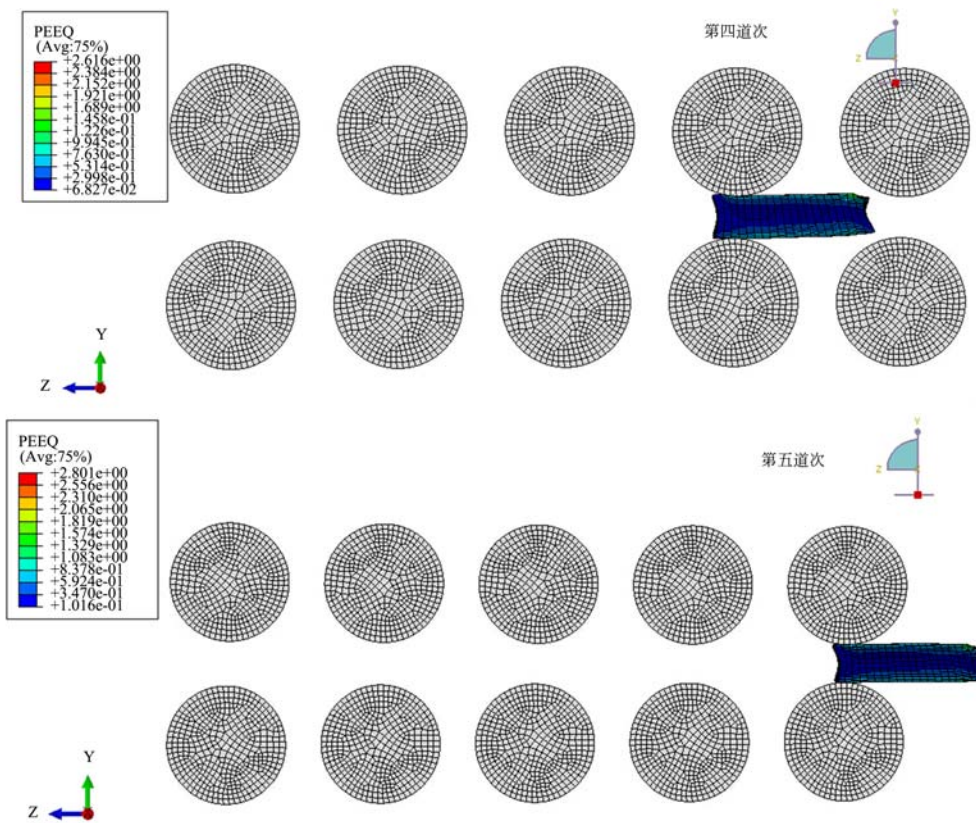 PEEQ
(Avg:75%)
+2.616e+00
+2.384e+00
+2.152e+00
+1.921e+00
+1.689e+00
+1.458e-01
+1.226e-01
+9.945e-01
+7.630e-01
+5.314e-01
+2.998e-01
+6.827e-02
第四道次
Y
Z
Y
Z
PEEQ
(Avg:75%)
+2.801e+00
+2.556e+00
+2.310e+00
+2.065e+00
+1.819e+00
+1.574e+00
+1.329e+00
+1.083e+00
+8.378e-01
+5.924e-01
+3.470e-01
+1.016e-01
第五道次
Y
Z
Y
Z